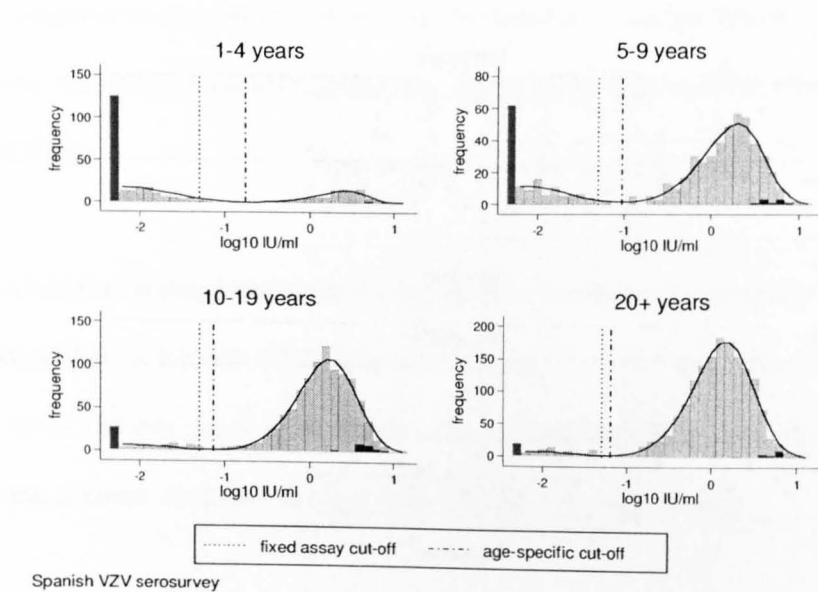 1-4 years
150
100
50
0
frequency
-2
-1
0
1
log10 IU/ml
5-9 years
80
60
40
20
0
frequency
-2
-1
0
1
log10 IU/ml
10-19 years
150
100
50
0
frequency
-2
-1
0
1
log10 IU/ml
20+ years
200
150
100
50
0
frequency
-2
-1
0
1
log10 IU/ml
fixed assay cut-off
age-specific cut-off
Spanish VZV serosurvey